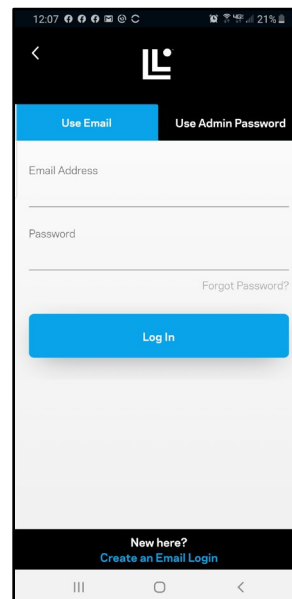 12:07 21%
Use Email Use Admin Password
Email Address
Password
Forgot Password?
Log In
New here?
Create an Email Login